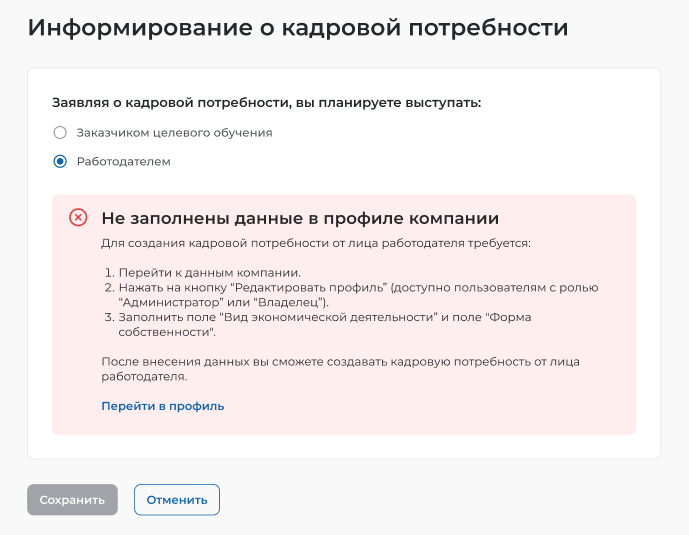 Информирование о кадровой потребности
Заявляя о кадровой потребности, вы планируете выступать:
Заказчиком целевого обучения
Работодателем
Не заполнены данные в профиле компании
Для создания кадровой потребности от лица работодателя требуется:
1. Перейти к данным компании.
2. Нажать на кнопку “Редактировать профиль” (доступно пользователям с ролью
“Администратор” или “Владелец”).
3. Заполнить поле “Вид экономической деятельности” и поле "Форма
собственности".
После внесения данных вы сможете создавать кадровую потребность от лица
работодателя.
Перейти в профиль
Сохранить
Отменить